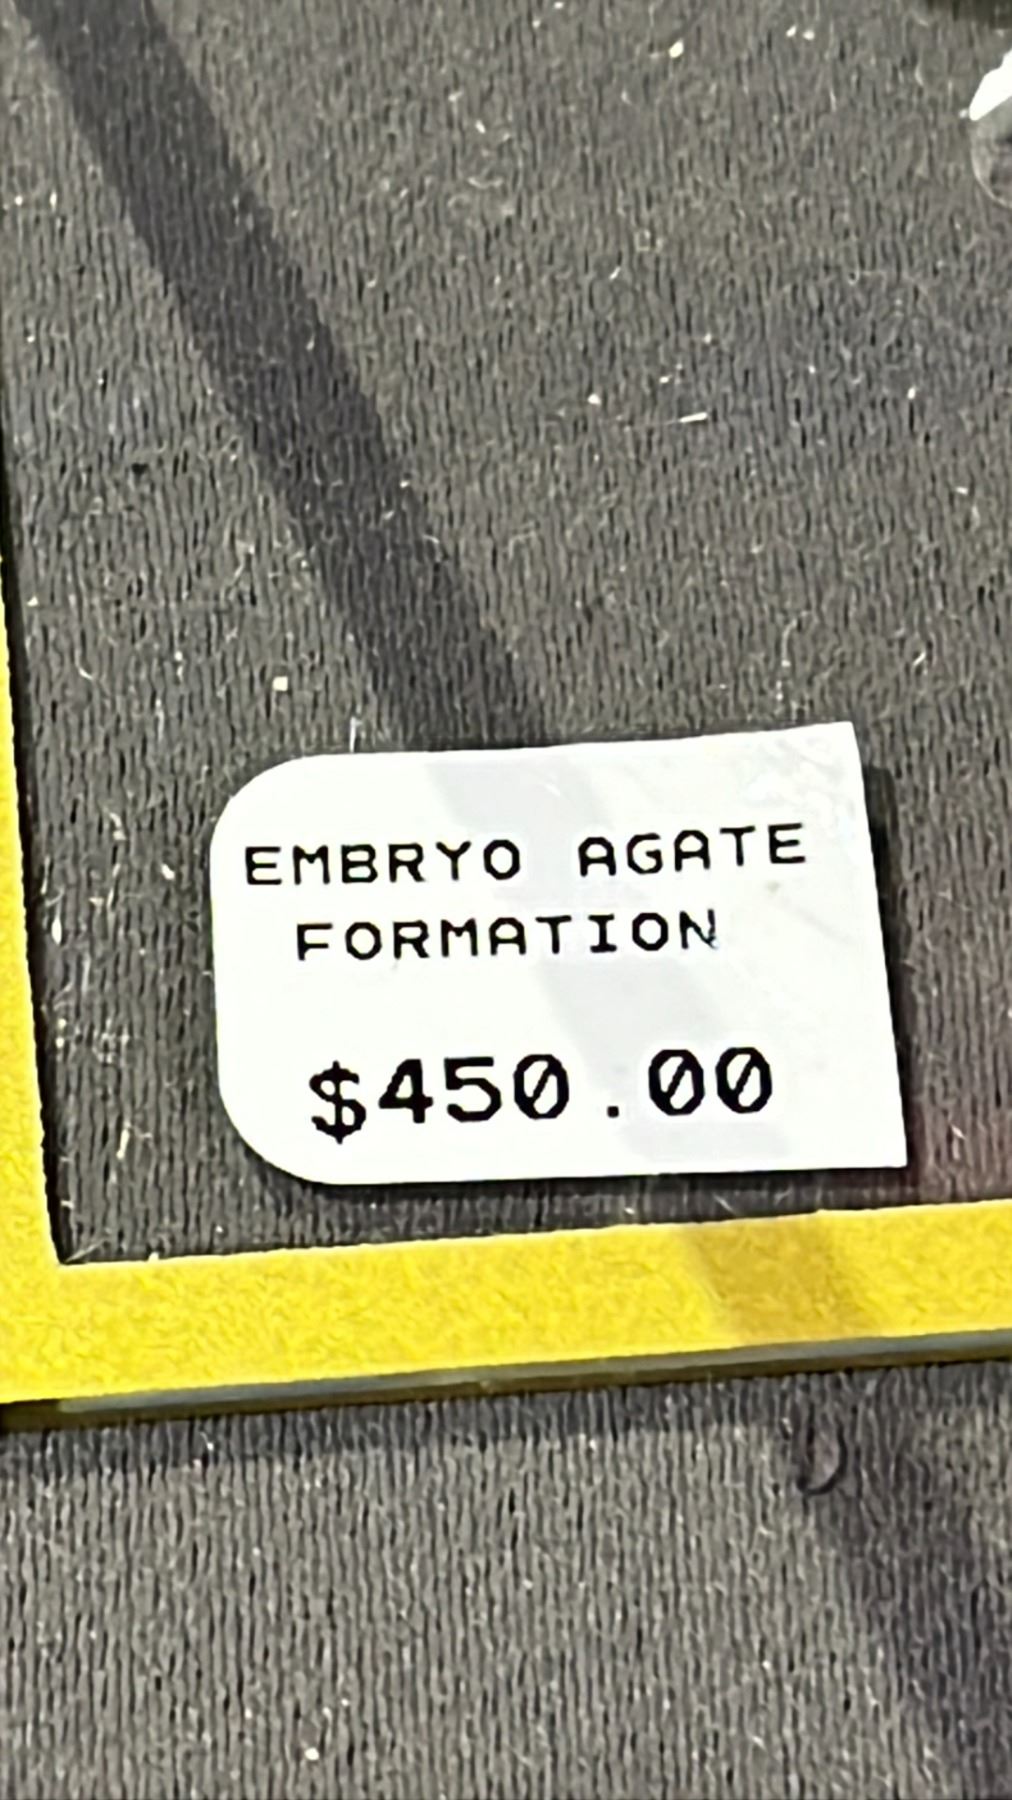 EMBRYO AGATE
FORMATION
$450.00